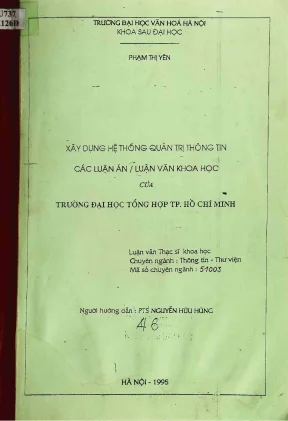 J737
126D
TRƯỜNG ĐẠI HỌC VĂN HOÁ HÀ NỘI
KHOA SAU ĐẠI HỌC
PHẠM THỊ YÊN
XÂY DỰNG HỆ THỐNG QUẢN TRỊ THÔNG TIN
CÁC LUẬN ÁN / LUẬN VĂN KHOA HỌC
CỦA
TRƯỜNG ĐẠI HỌC TỔNG HỢP TP. HỒ CHÍ MINH
Luận văn Thạc sĩ khoa học
Chuyên ngành : Thông tin - Thư viện
Mã số chuyên ngành : 51003
Người hướng dẫn : PTS NGUYỄN HỮU HÙNG
46
HÀ NỘI - 1995